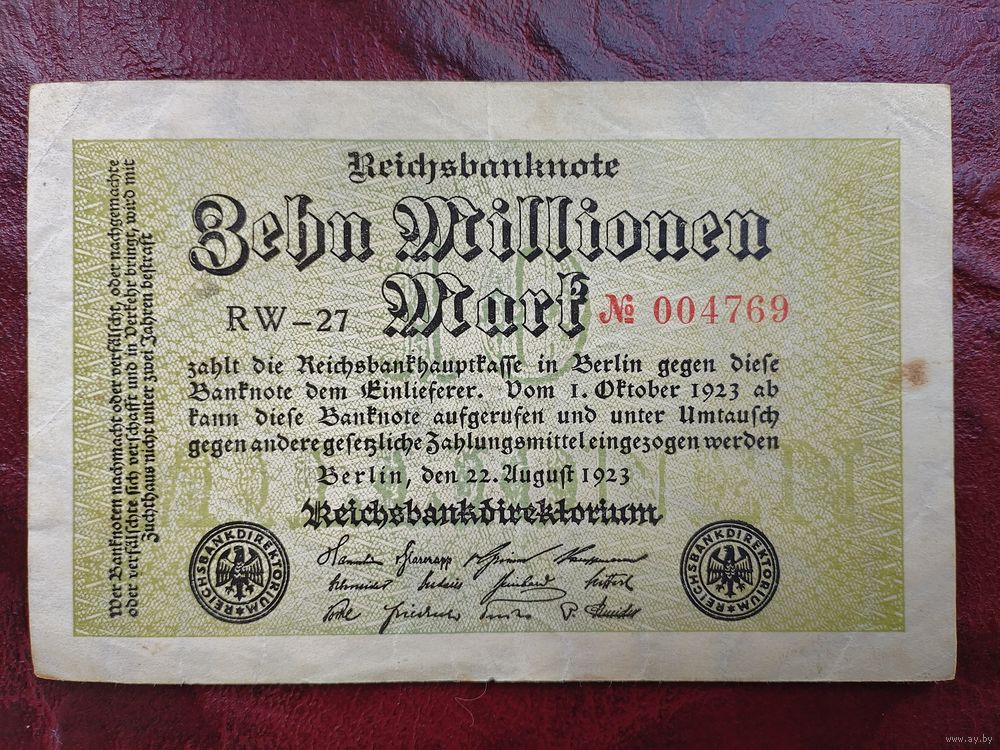 Reichsbanknote
Zehn Millionen
Mark
RW-27
№ 004769
zahlt die Reichsbankhauptkasse in Berlin gegen diese
Banknote dem Einlieferer. Vom 1. Oktober 1923 ab
kann diese Banknote aufgerufen und unter Umtausch
gegen andere gesetzliche Zahlungsmittel eingezogen werden
Berlin, den 22. August 1923
Reichsbankdirektorium
REICHSBANKDIREKTORIUM
REICHSBANKDIREKTORIUM
Wer Banknoten nachmacht oder verfälscht, oder nachgemachte
oder verfälschte sich verschafft und in Verkehr bringt, wird mit
Zuchthaus nicht unter zwei Jahren bestraft
www.ay.by